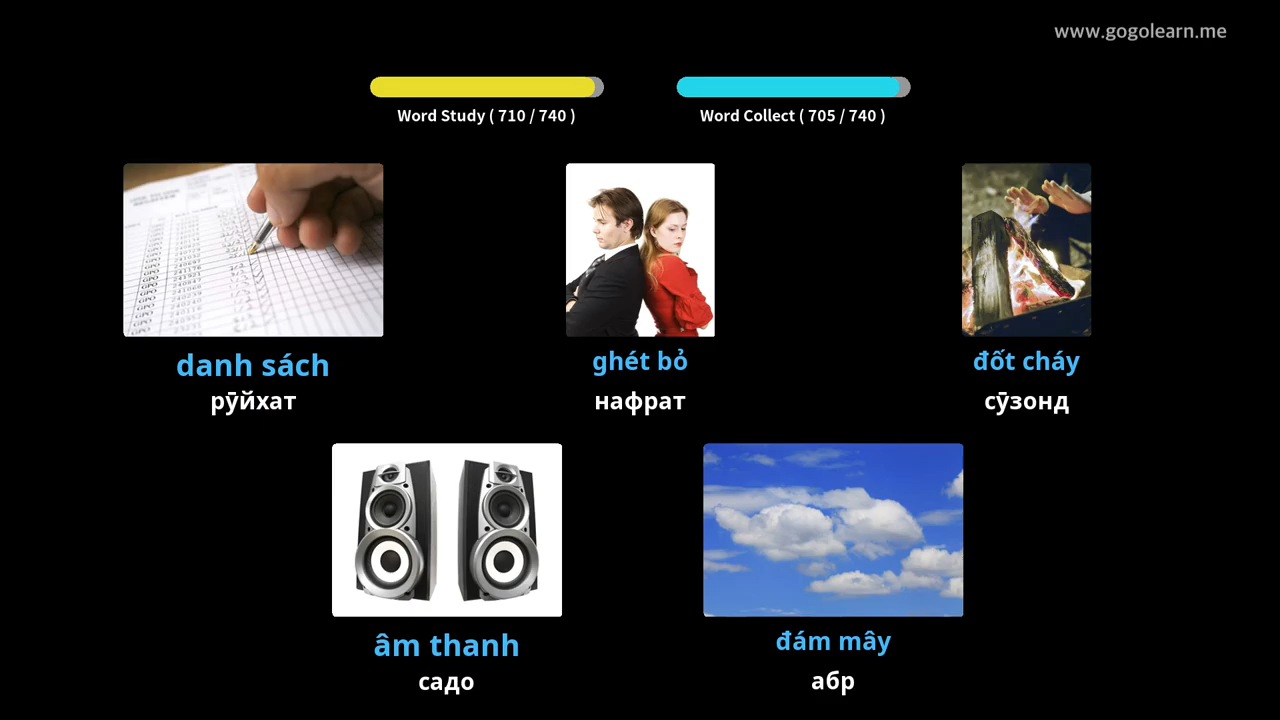 www.gogolearn.me
Word Study ( 710 / 740 )
Word Collect ( 705 / 740 )
danh sách
рӯйхат
ghét bỏ
нафрат
đốt cháy
сӯзонд
âm thanh
садо
đám mây
абр